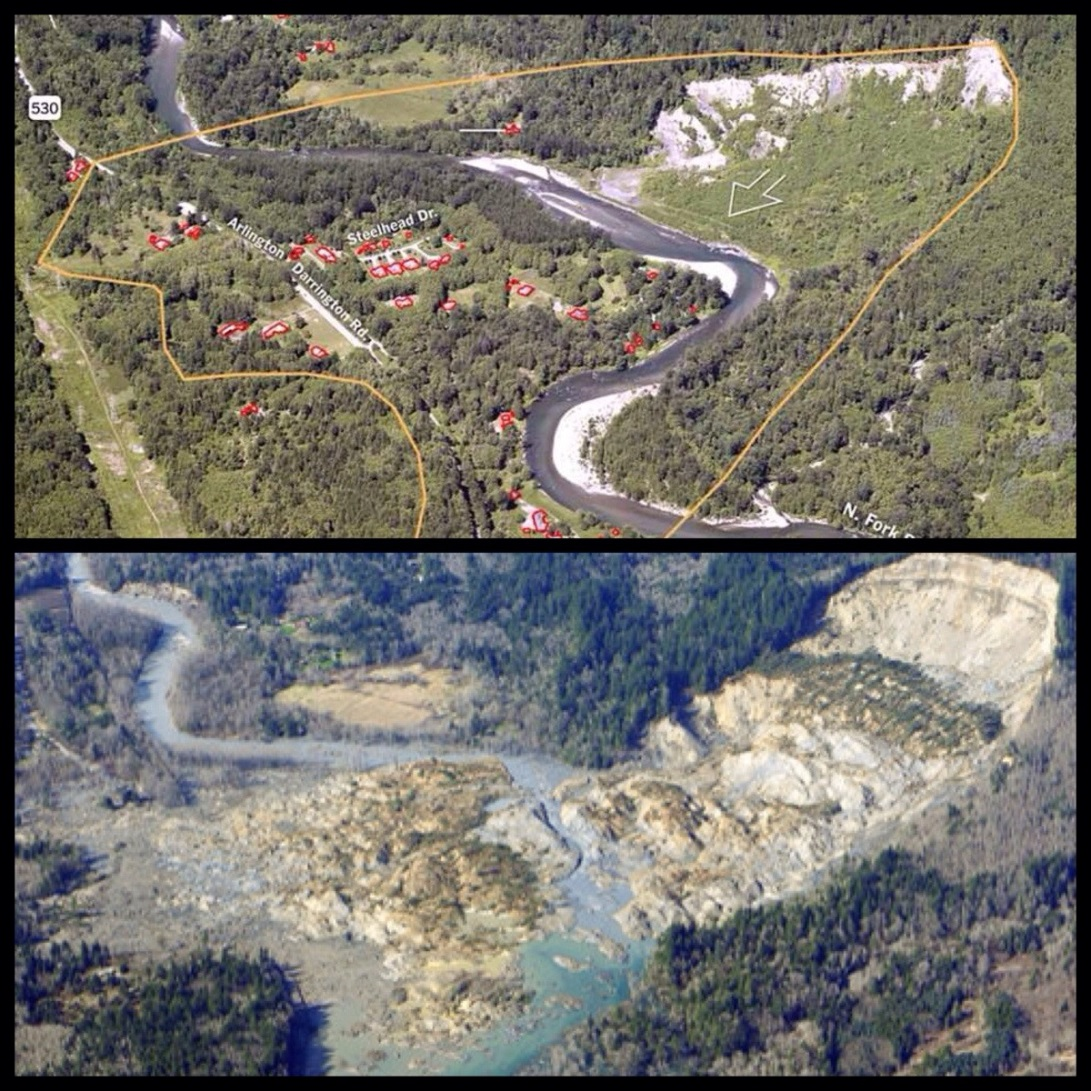 530
Steelhead Dr.
Arlington
Darrington Rd.
N. Fork